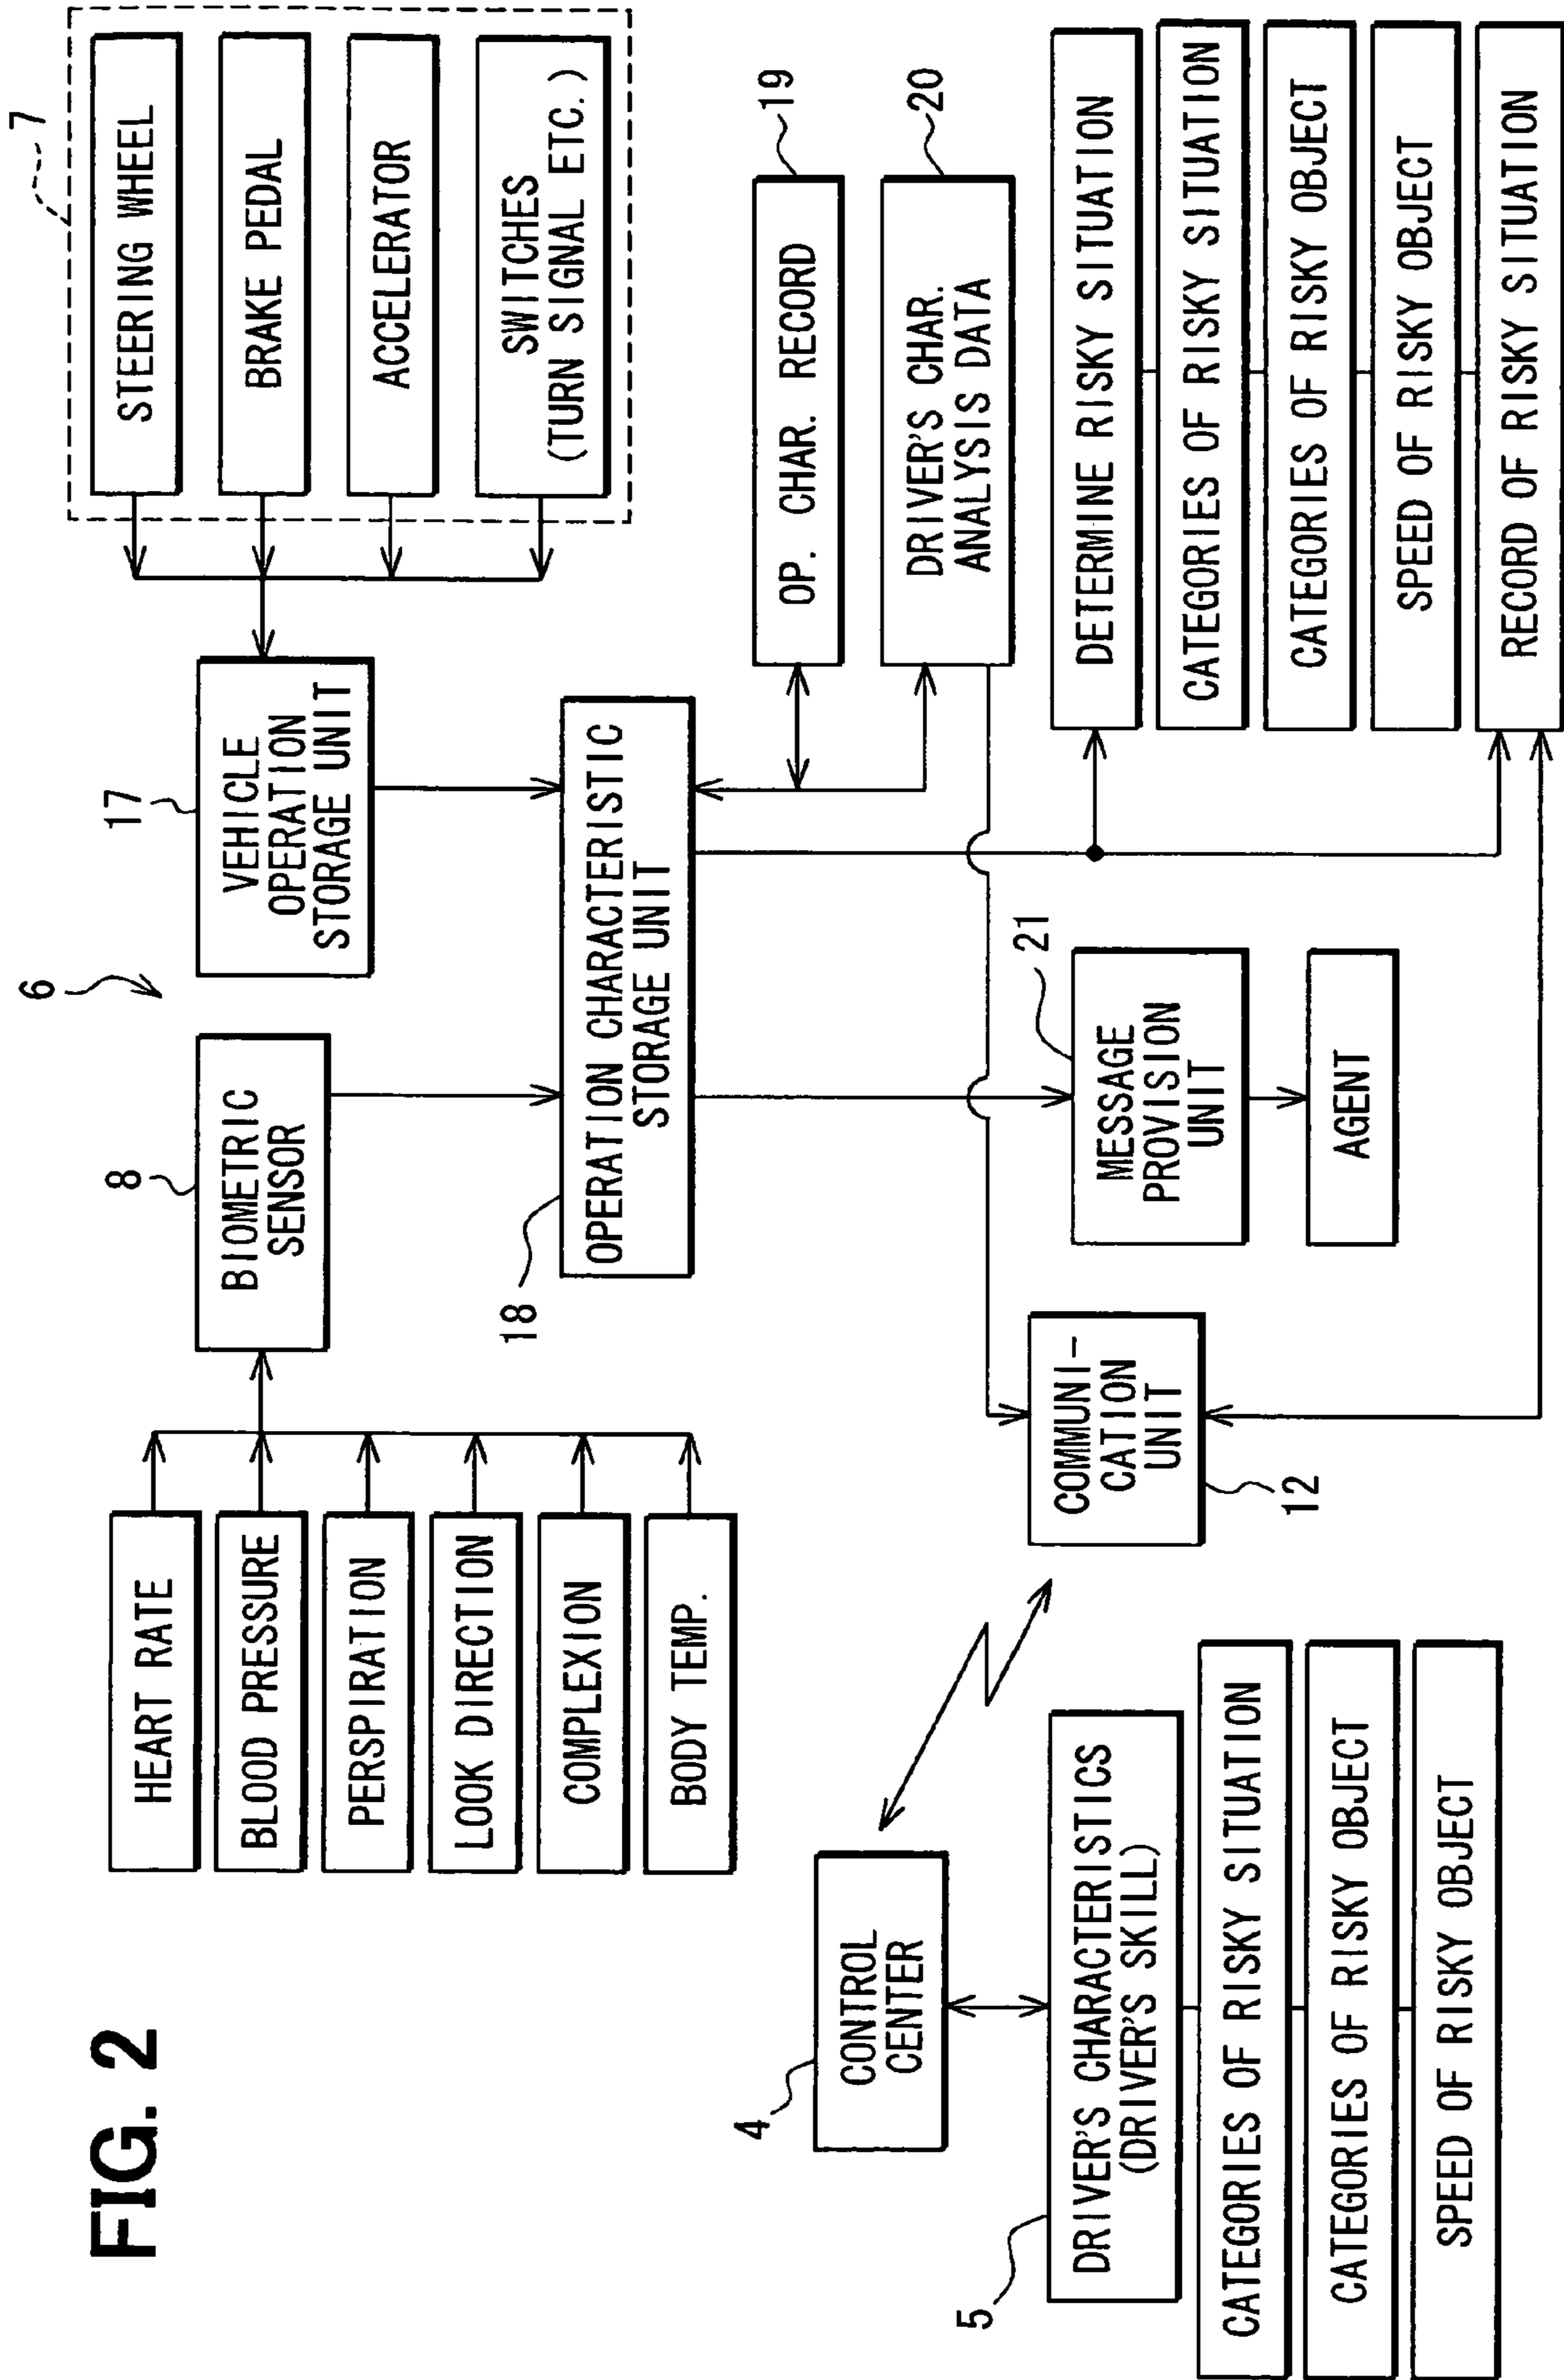 FIG. 2
6
7
HEART RATE
BLOOD PRESSURE
PERSPIRATION
LOOK DIRECTION
COMPLEXION
BODY TEMP.
8
BIOMETRIC
SENSOR
17
VEHICLE
OPERATION
STORAGE UNIT
STEERING WHEEL
BRAKE PEDAL
ACCELERATOR
SWITCHES
(TURN SIGNAL ETC.)
18
OPERATION CHARACTERISTIC
STORAGE UNIT
OP. CHAR. RECORD
19
DRIVER'S CHAR.
ANALYSIS DATA
20
4
CONTROL
CENTER
5
DRIVER'S CHARACTERISTICS
(DRIVER'S SKILL)
CATEGORIES OF RISKY SITUATION
CATEGORIES OF RISKY OBJECT
SPEED OF RISKY OBJECT
COMMUNI-
CATION
UNIT
12
21
MESSAGE
PROVISION
UNIT
AGENT
DETERMINE RISKY SITUATION
CATEGORIES OF RISKY SITUATION
CATEGORIES OF RISKY OBJECT
SPEED OF RISKY OBJECT
RECORD OF RISKY SITUATION